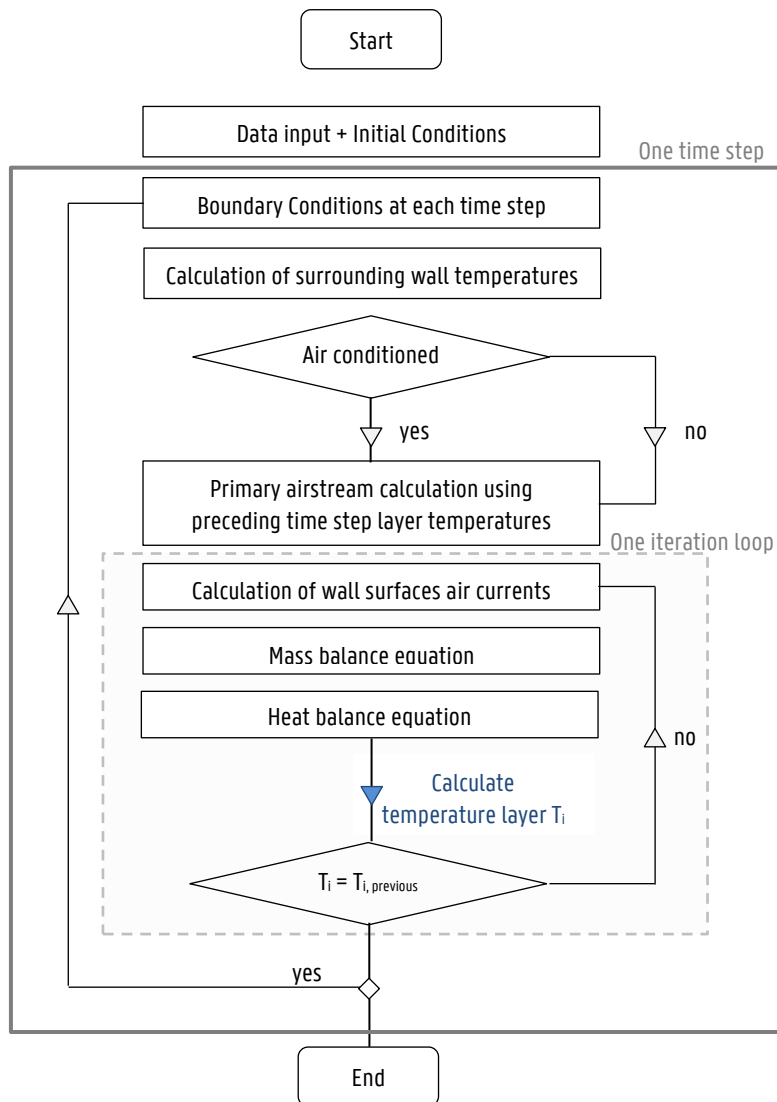 Start
Data input + Initial Conditions
One time step
Boundary Conditions at each time step
Calculation of surrounding wall temperatures
Air conditioned
yes
no
Primary airstream calculation using
preceding time step layer temperatures
One iteration loop
Calculation of wall surfaces air currents
Mass balance equation
Heat balance equation
no
Calculate
temperature layer Ti
Ti = Ti, previous
yes
End